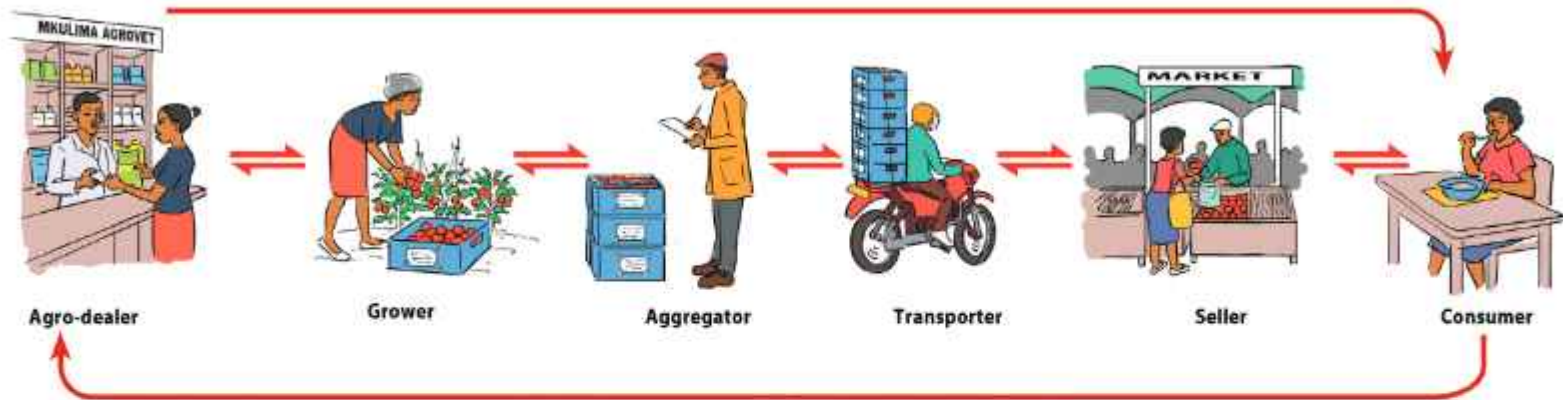 MKULIMA AGROVET
MARKET
Agro-dealer
Grower
Aggregator
Transporter
Seller
Consumer